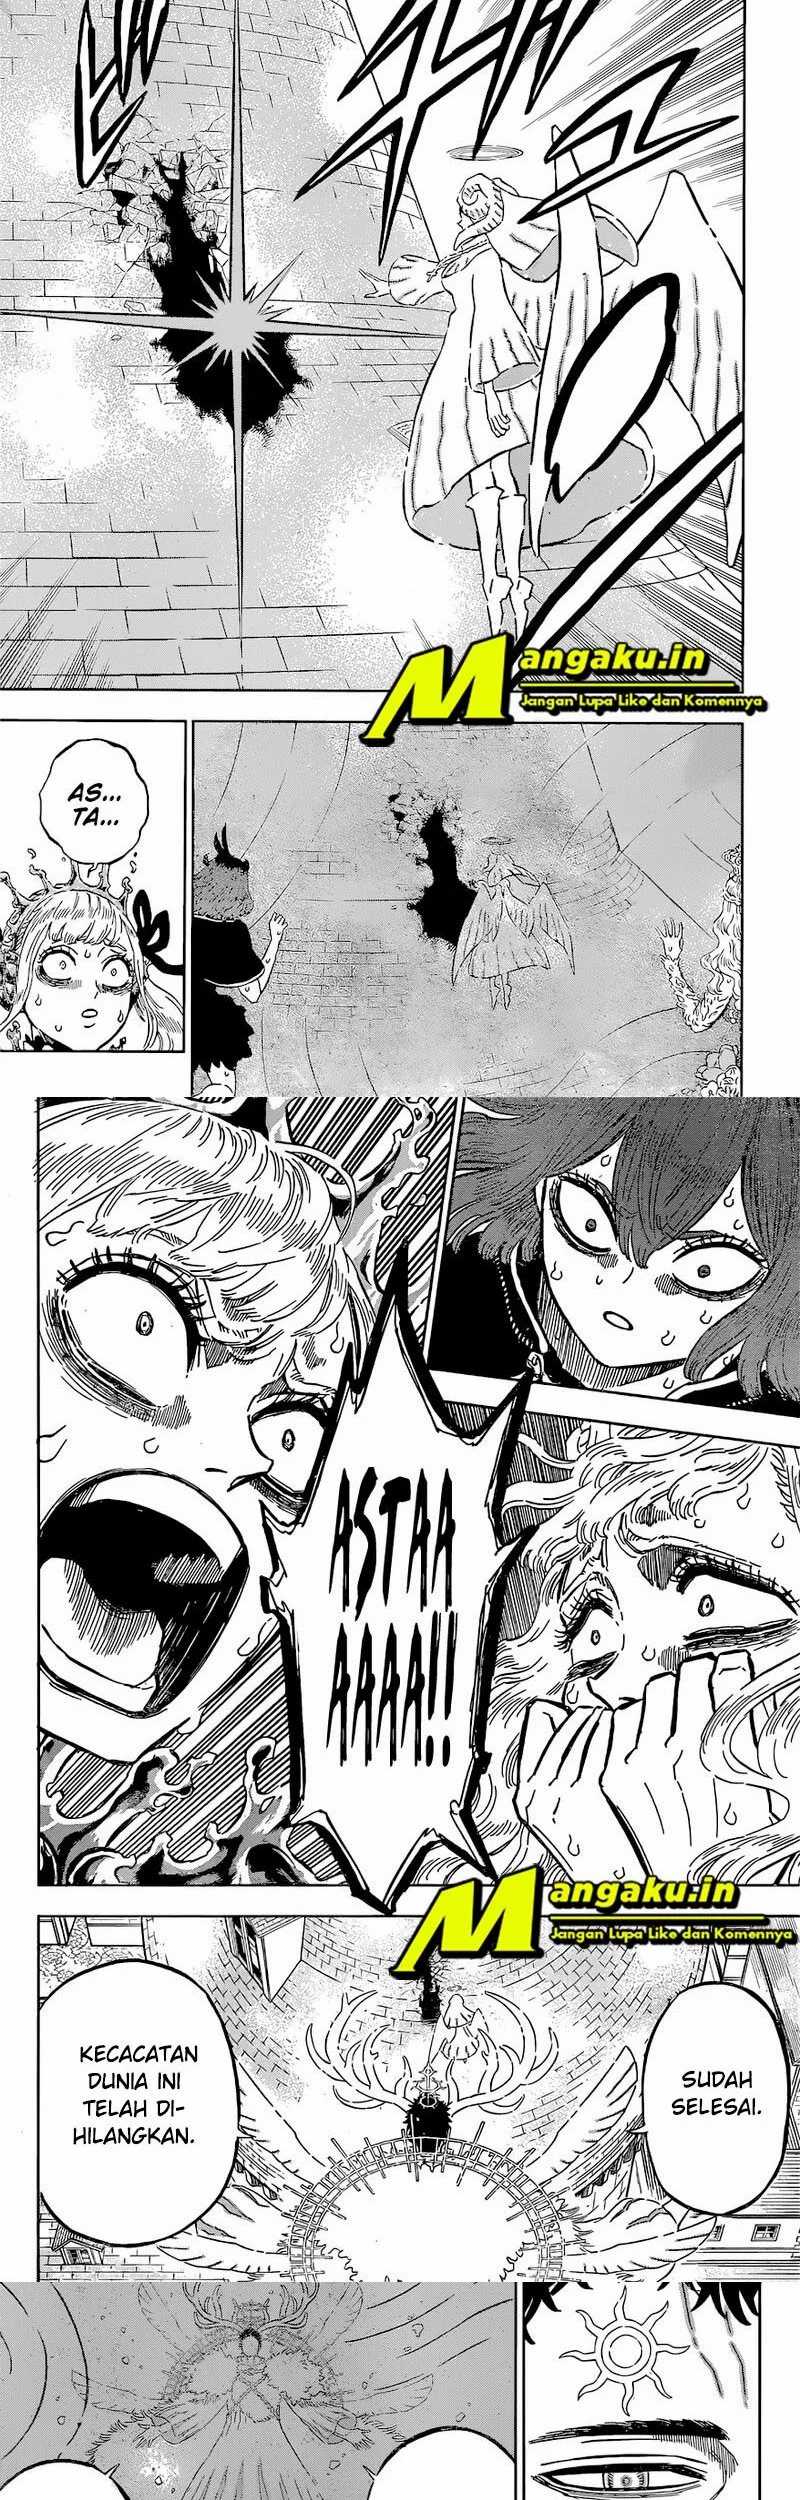 Mangaku.in
Jangan Lupa Like dan Komennya
AS...
TA...
ASTAA
AAAA!!
Mangaku.in
Jangan Lupa Like dan Komennya
SUDAH
SELESAI.
KECACATAN
DUNIA INI
TELAH DI-
HILANGKAN.